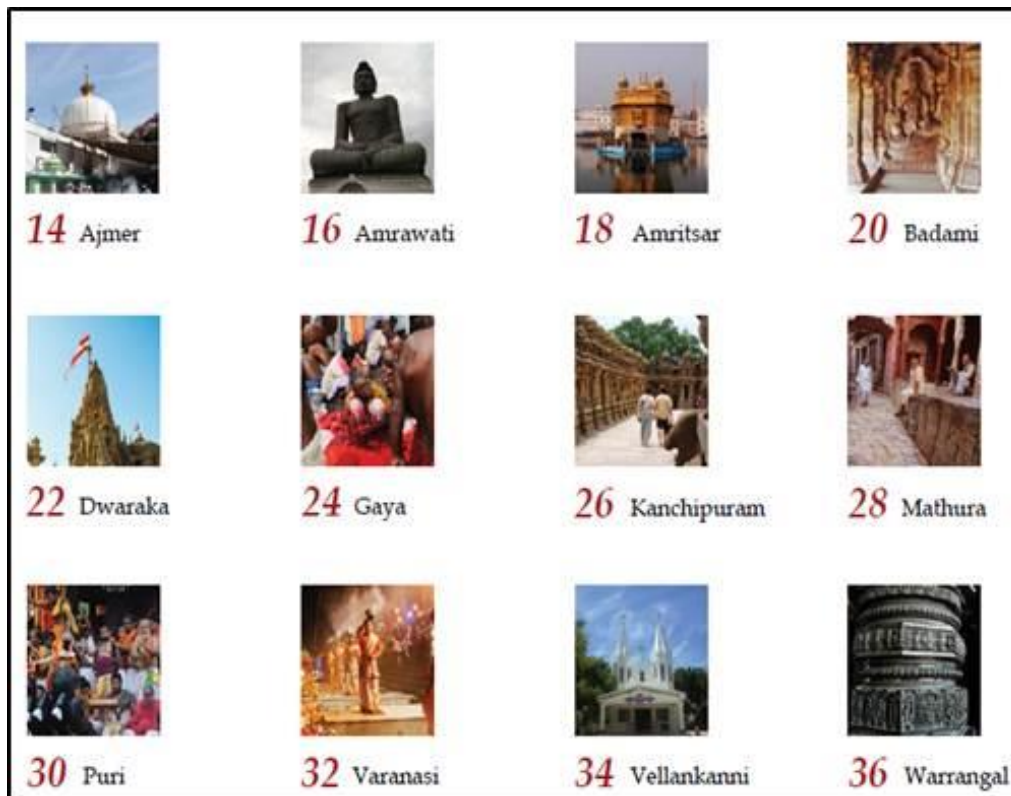 14 Ajmer
16 Amrawati
18 Amritsar
20 Badami
22 Dwaraka
24 Gaya
26 Kanchipuram
28 Mathura
30 Puri
32 Varanasi
34 Vellankanni
36 Warrangal